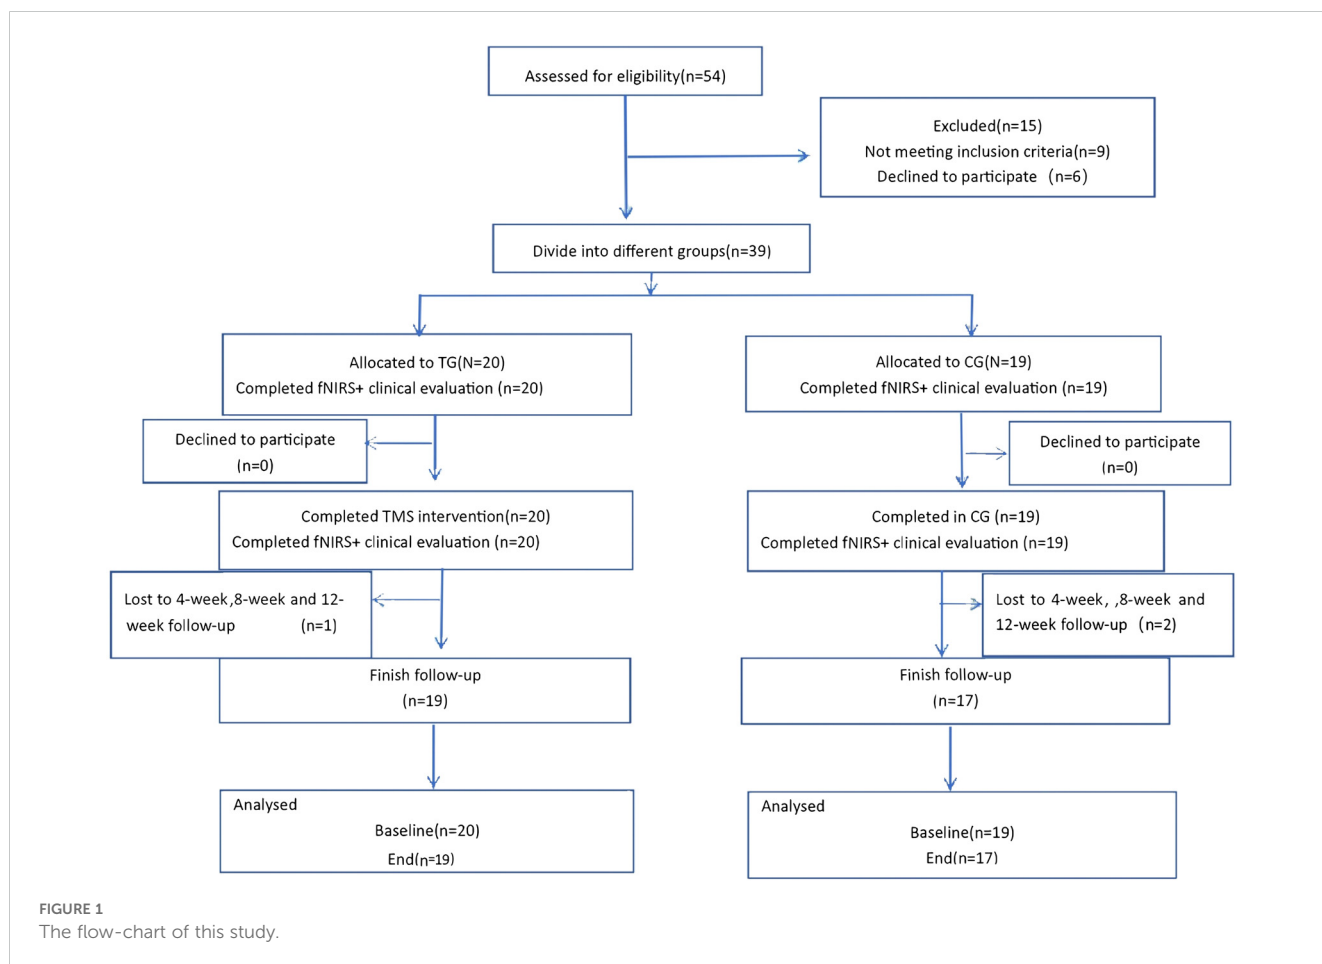 Assessed for eligibility(n=54)
Excluded(n=15)
Not meeting inclusion criteria(n=9)
Declined to participate (n=6)
Divide into different groups(n=39)
Allocated to TG(N=20)
Completed fNIRS+ clinical evaluation (n=20)
Allocated to CG(N=19)
Completed fNIRS+ clinical evaluation (n=19)
Declined to participate
(n=0)
Declined to participate
(n=0)
Completed TMS intervention(n=20)
Completed fNIRS+ clinical evaluation (n=20)
Completed in CG (n=19)
Completed fNIRS+ clinical evaluation (n=19)
Lost to 4-week,8-week and 12-
week follow-up (n=1)
Lost to 4-week, ,8-week and
12-week follow-up (n=2)
Finish follow-up
(n=19)
Finish follow-up
(n=17)
Analysed
Baseline(n=20)
End(n=19)
Analysed
Baseline(n=19)
End(n=17)
FIGURE 1
The flow-chart of this study.